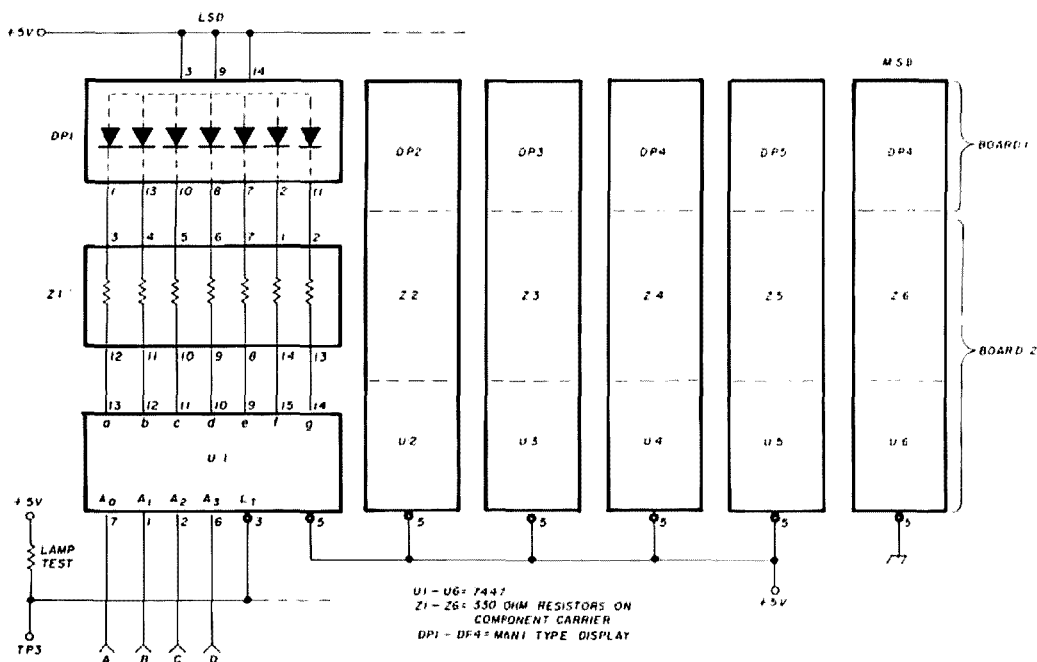 LSD
+5V
3 9 14
MSD
DP1
DP2
DP3
DP4
DP5
DP4
BOARD 1
1 13 10 8 7 2 11
3 4 5 6 7 1 2
Z1
Z2
Z3
Z4
Z5
Z6
BOARD 2
12 11 10 9 8 14 13
13 12 11 10 9 15 14
a b c d e f g
U1
U2
U3
U4
U5
U6
A0 A1 A2 A3 LT
7 1 2 6 3 5
5
5
5
5
5
+5V
LAMP
TEST
TP3
A B C D
+5V
U1-U6= 7447
Z1-Z6= 330 OHM RESISTORS ON
COMPONENT CARRIER
DP1-DP4= MAN1 TYPE DISPLAY